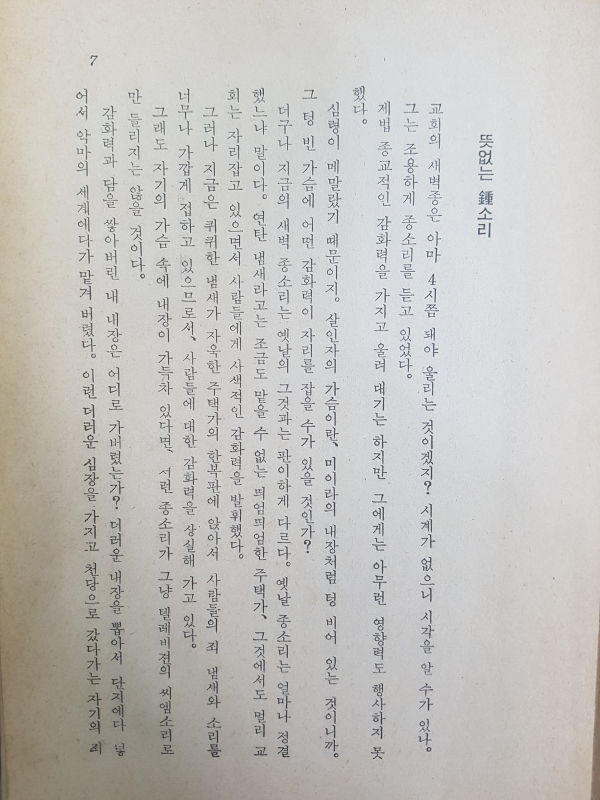 뜻없는 鍾소리
교회의 새벽종은 아마 4시쯤 돼야 울리는 것이겠지? 시계가 없으니 시각을 알 수가 있나.
그는 조용하게 종소리를 듣고 있었다.
제법 종교적인 감화력을 가지고 울려 대기는 하지만 그에게는 아무런 영향력도 행사하지 못
했다.
심령이 메말랐기 때문이지. 살인자의 가슴이란, 미이라의 내장처럼 텅 비어 있는 것이니까.
그 텅 빈 가슴에 어떤 감화력이 자리를 잡을 수가 있을 것인가?
더구나 지금의 새벽 종소리는 옛날의 그것과는 판이하게 다르다. 옛날 종소리는 얼마나 정결
했느냐 말이다. 연탄 냄새라고는 조금도 맡을 수 없는 띄엄띄엄한 주택가, 그것에서도 멀리 교
회는 자리잡고 있으면서 사람들에게 사색적인 감화력을 발휘했다.
그러나 지금은 퀴퀴한 냄새가 자욱한 주택가의 한복판에 앉아서 사람들의 죄 냄새와 소리를
너무나 가깝게 접하고 있으므로서, 사람들에 대한 감화력을 상실해 가고 있다.
그래도 자기의 가슴 속에 내장이 가득차 있다면, 저런 종소리가 그냥 텔레비젼의 씨엠소리로
만 들리지는 않을 것이다.
감화력과 담을 쌓아버린 내 내장은 어디로 가버렸는가? 더러운 내장을 뽑아서 단지에다 넣
어서 악마의 세계에다가 맡겨 버렸다. 이런 더러운 심장을 가지고 천당으로 갔다가는 자기의 죄
7